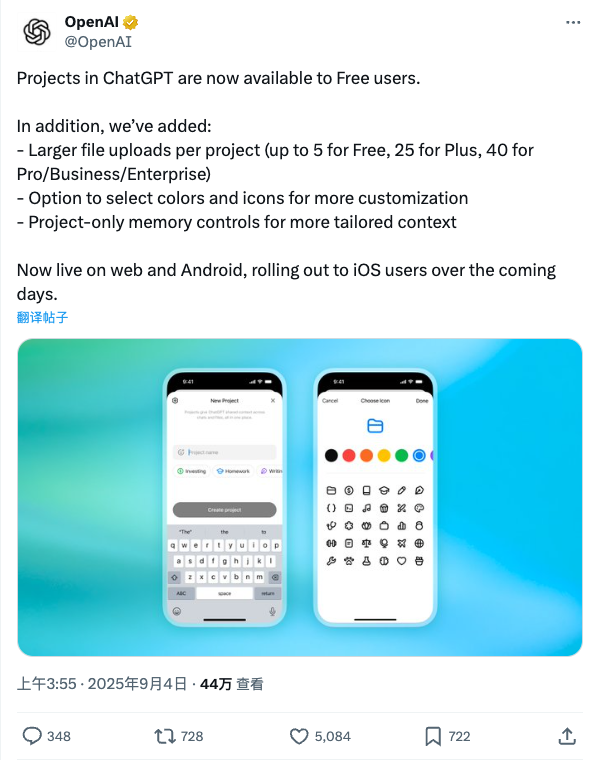 OpenAI
@OpenAI
Projects in ChatGPT are now available to Free users.
In addition, we’ve added:
- Larger file uploads per project (up to 5 for Free, 25 for Plus, 40 for
Pro/Business/Enterprise)
- Option to select colors and icons for more customization
- Project-only memory controls for more tailored context
Now live on web and Android, rolling out to iOS users over the coming
days.
翻译帖子
9:41
New Project
Projects give ChatGPT shared context across
chats and files, all in one place.
Project name
Investing Homework Writin
Create project
"The" the to
q w e r t y u i o p
a s d f g h j k l
z x c v b n m
ABC space return
9:41
Cancel Choose Icon Done
上午3:55 · 2025年9月4日 · 44万 查看
348 728 5,084 722